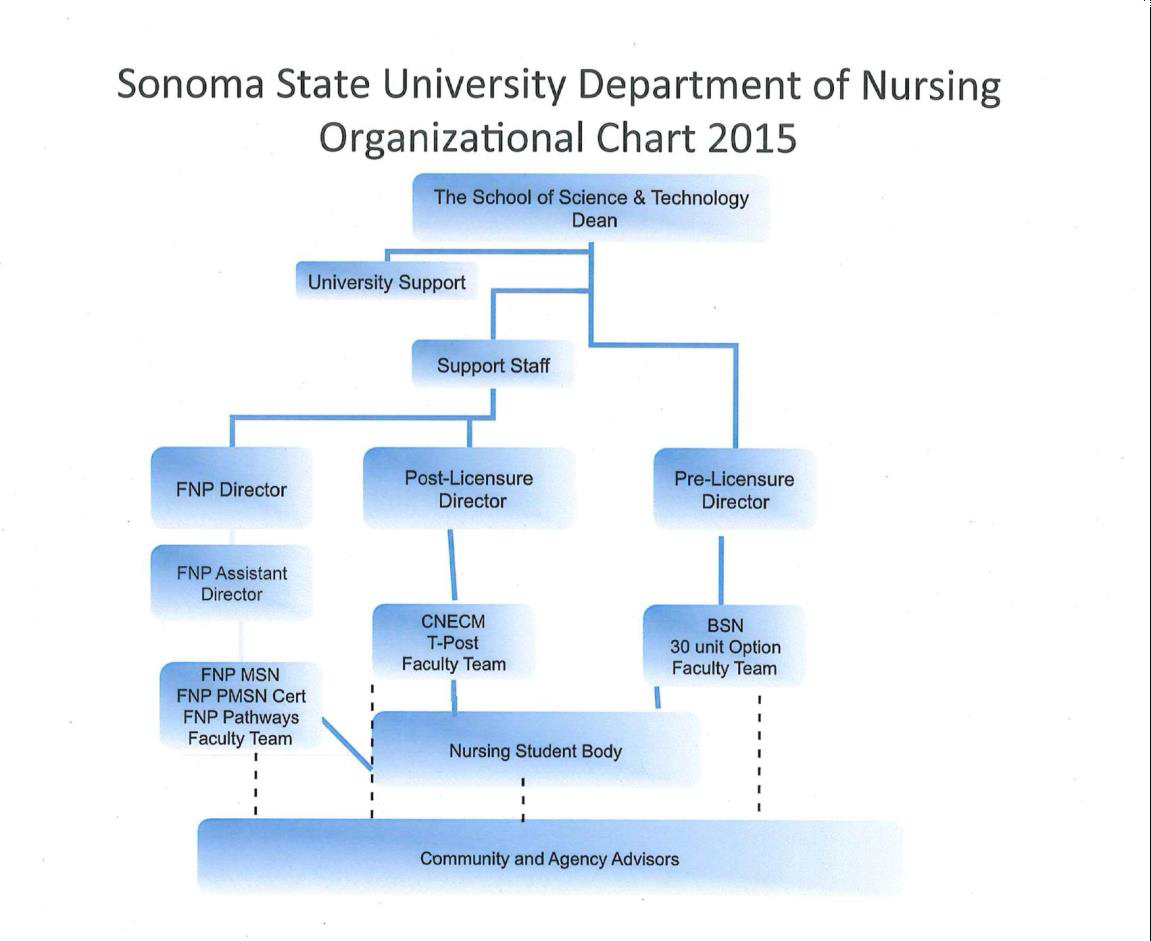 Sonoma State University Department of Nursing
Organizational Chart 2015
The School of Science & Technology
Dean
University Support
Support Staff
FNP Director
Post-Licensure
Director
Pre-Licensure
Director
FNP Assistant
Director
CNECM
T-Post
Faculty Team
BSN
30 unit Option
Faculty Team
FNP MSN
FNP PMSN Cert
FNP Pathways
Faculty Team
Nursing Student Body
Community and Agency Advisors